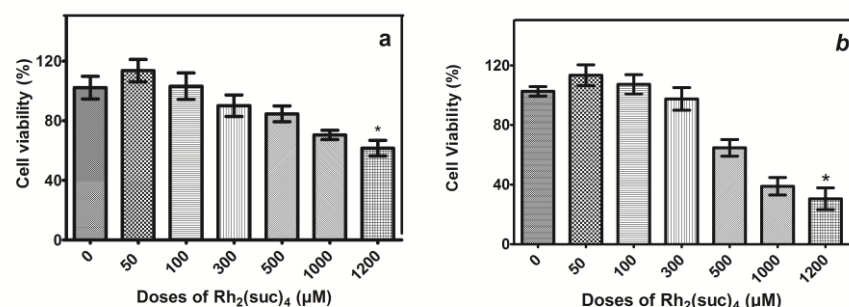 a
Cell viability (%)
120
80
40
0
*
0 50 100 300 500 1000 1200
Doses of Rh₂(suc)₄ (µM)
b
Cell Viability (%)
120
80
40
0
*
0 50 100 300 500 1000 1200
Doses of Rh₂(suc)₄ (µM)